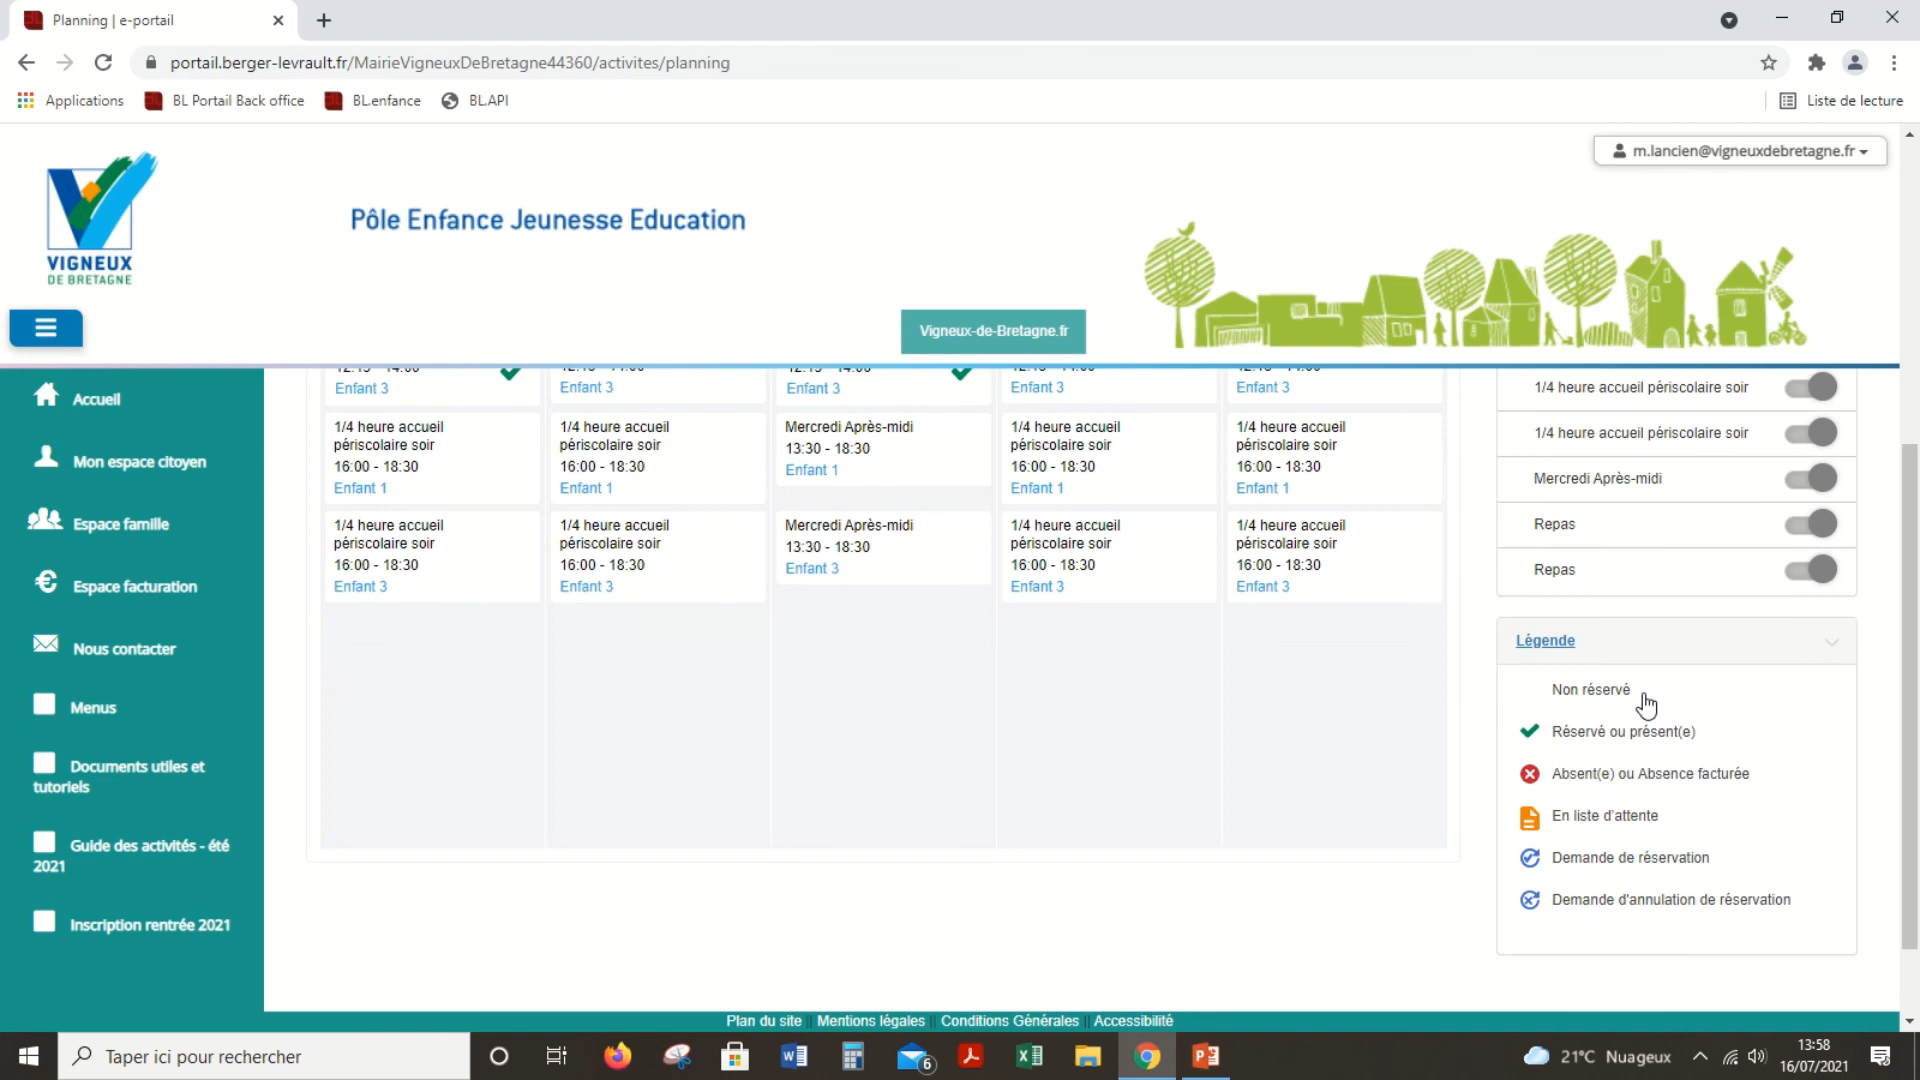 Planning | e-portail
portail.berger-levrault.fr/MairieVigneuxDeBretagne44360/activites/planning
Applications BL Portail Back office BL.enfance BL.API Liste de lecture
m.lancien@vigneuxdebretagne.fr
VIGNEUX
DE BRETAGNE
Pôle Enfance Jeunesse Education
Vigneux-de-Bretagne.fr
Accueil
Mon espace citoyen
Espace famille
Espace facturation
Nous contacter
Menus
Documents utiles et
tutoriels
Guide des activités - été
2021
Inscription rentrée 2021
Enfant 3
1/4 heure accueil
périscolaire soir
16:00 - 18:30
Enfant 1
1/4 heure accueil
périscolaire soir
16:00 - 18:30
Enfant 3
Enfant 3
1/4 heure accueil
périscolaire soir
16:00 - 18:30
Enfant 1
1/4 heure accueil
périscolaire soir
16:00 - 18:30
Enfant 3
Enfant 3
Mercredi Après-midi
13:30 - 18:30
Enfant 1
Mercredi Après-midi
13:30 - 18:30
Enfant 3
Enfant 3
1/4 heure accueil
périscolaire soir
16:00 - 18:30
Enfant 1
1/4 heure accueil
périscolaire soir
16:00 - 18:30
Enfant 3
Enfant 3
1/4 heure accueil
périscolaire soir
16:00 - 18:30
Enfant 1
1/4 heure accueil
périscolaire soir
16:00 - 18:30
Enfant 3
1/4 heure accueil périscolaire soir
1/4 heure accueil périscolaire soir
Mercredi Après-midi
Repas
Repas
Légende
Non réservé
Réservé ou présent(e)
Absent(e) ou Absence facturée
En liste d'attente
Demande de réservation
Demande d'annulation de réservation
Plan du site || Mentions légales || Conditions Générales || Accessibilité
Taper ici pour rechercher
6
21°C Nuageux
13:58
16/07/2021